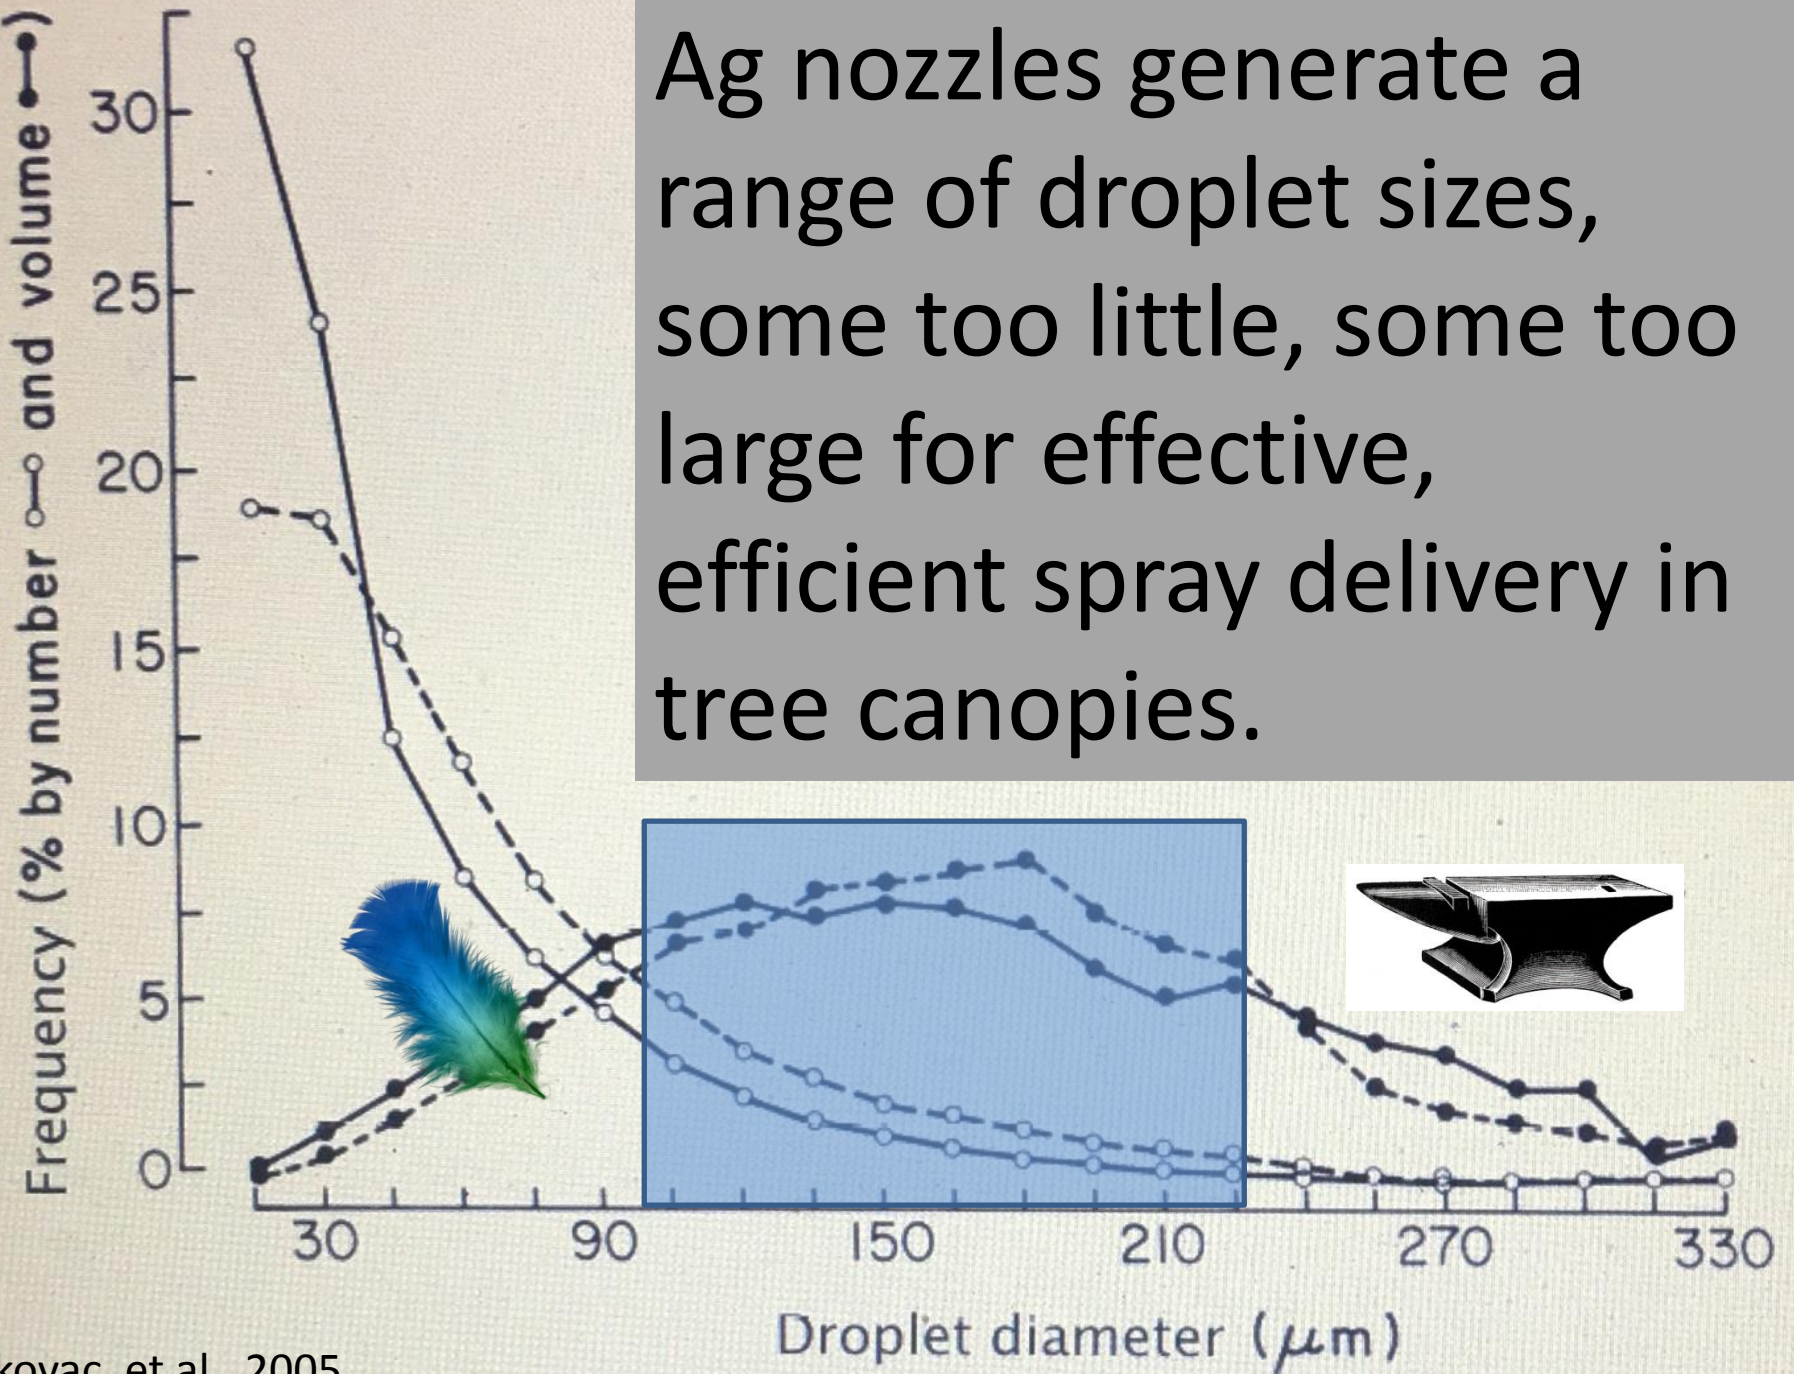 Ag nozzles generate a
range of droplet sizes,
some too little, some too
large for effective,
efficient spray delivery in
tree canopies.
Frequency (% by number ○—○ and volume ●—●)
30
25
20
15
10
5
0
30 90 150 210 270 330
Droplet diameter (μm)
et al., 2005